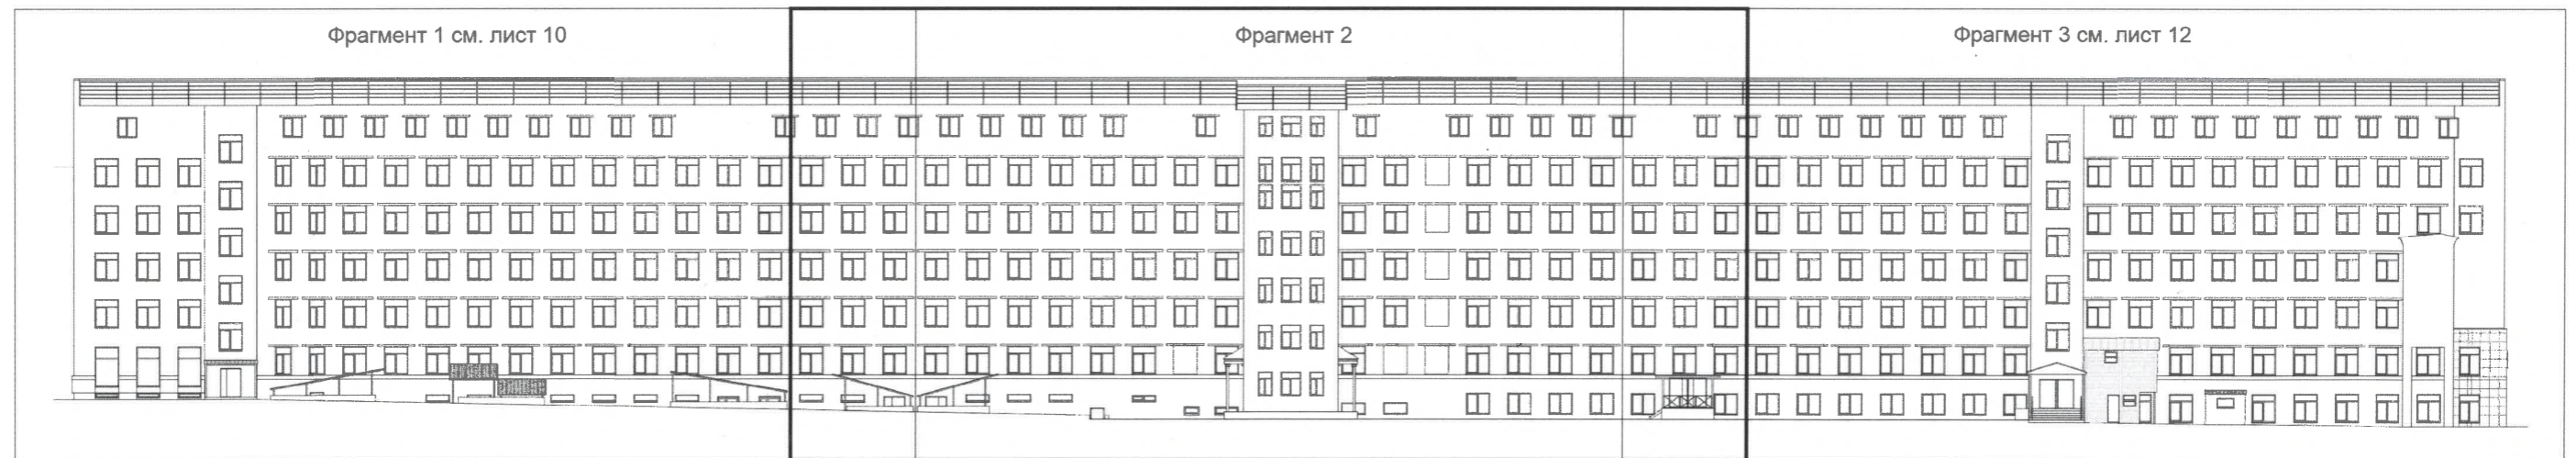 Фрагмент 1 см. лист 10
Фрагмент 2
Фрагмент 3 см. лист 12